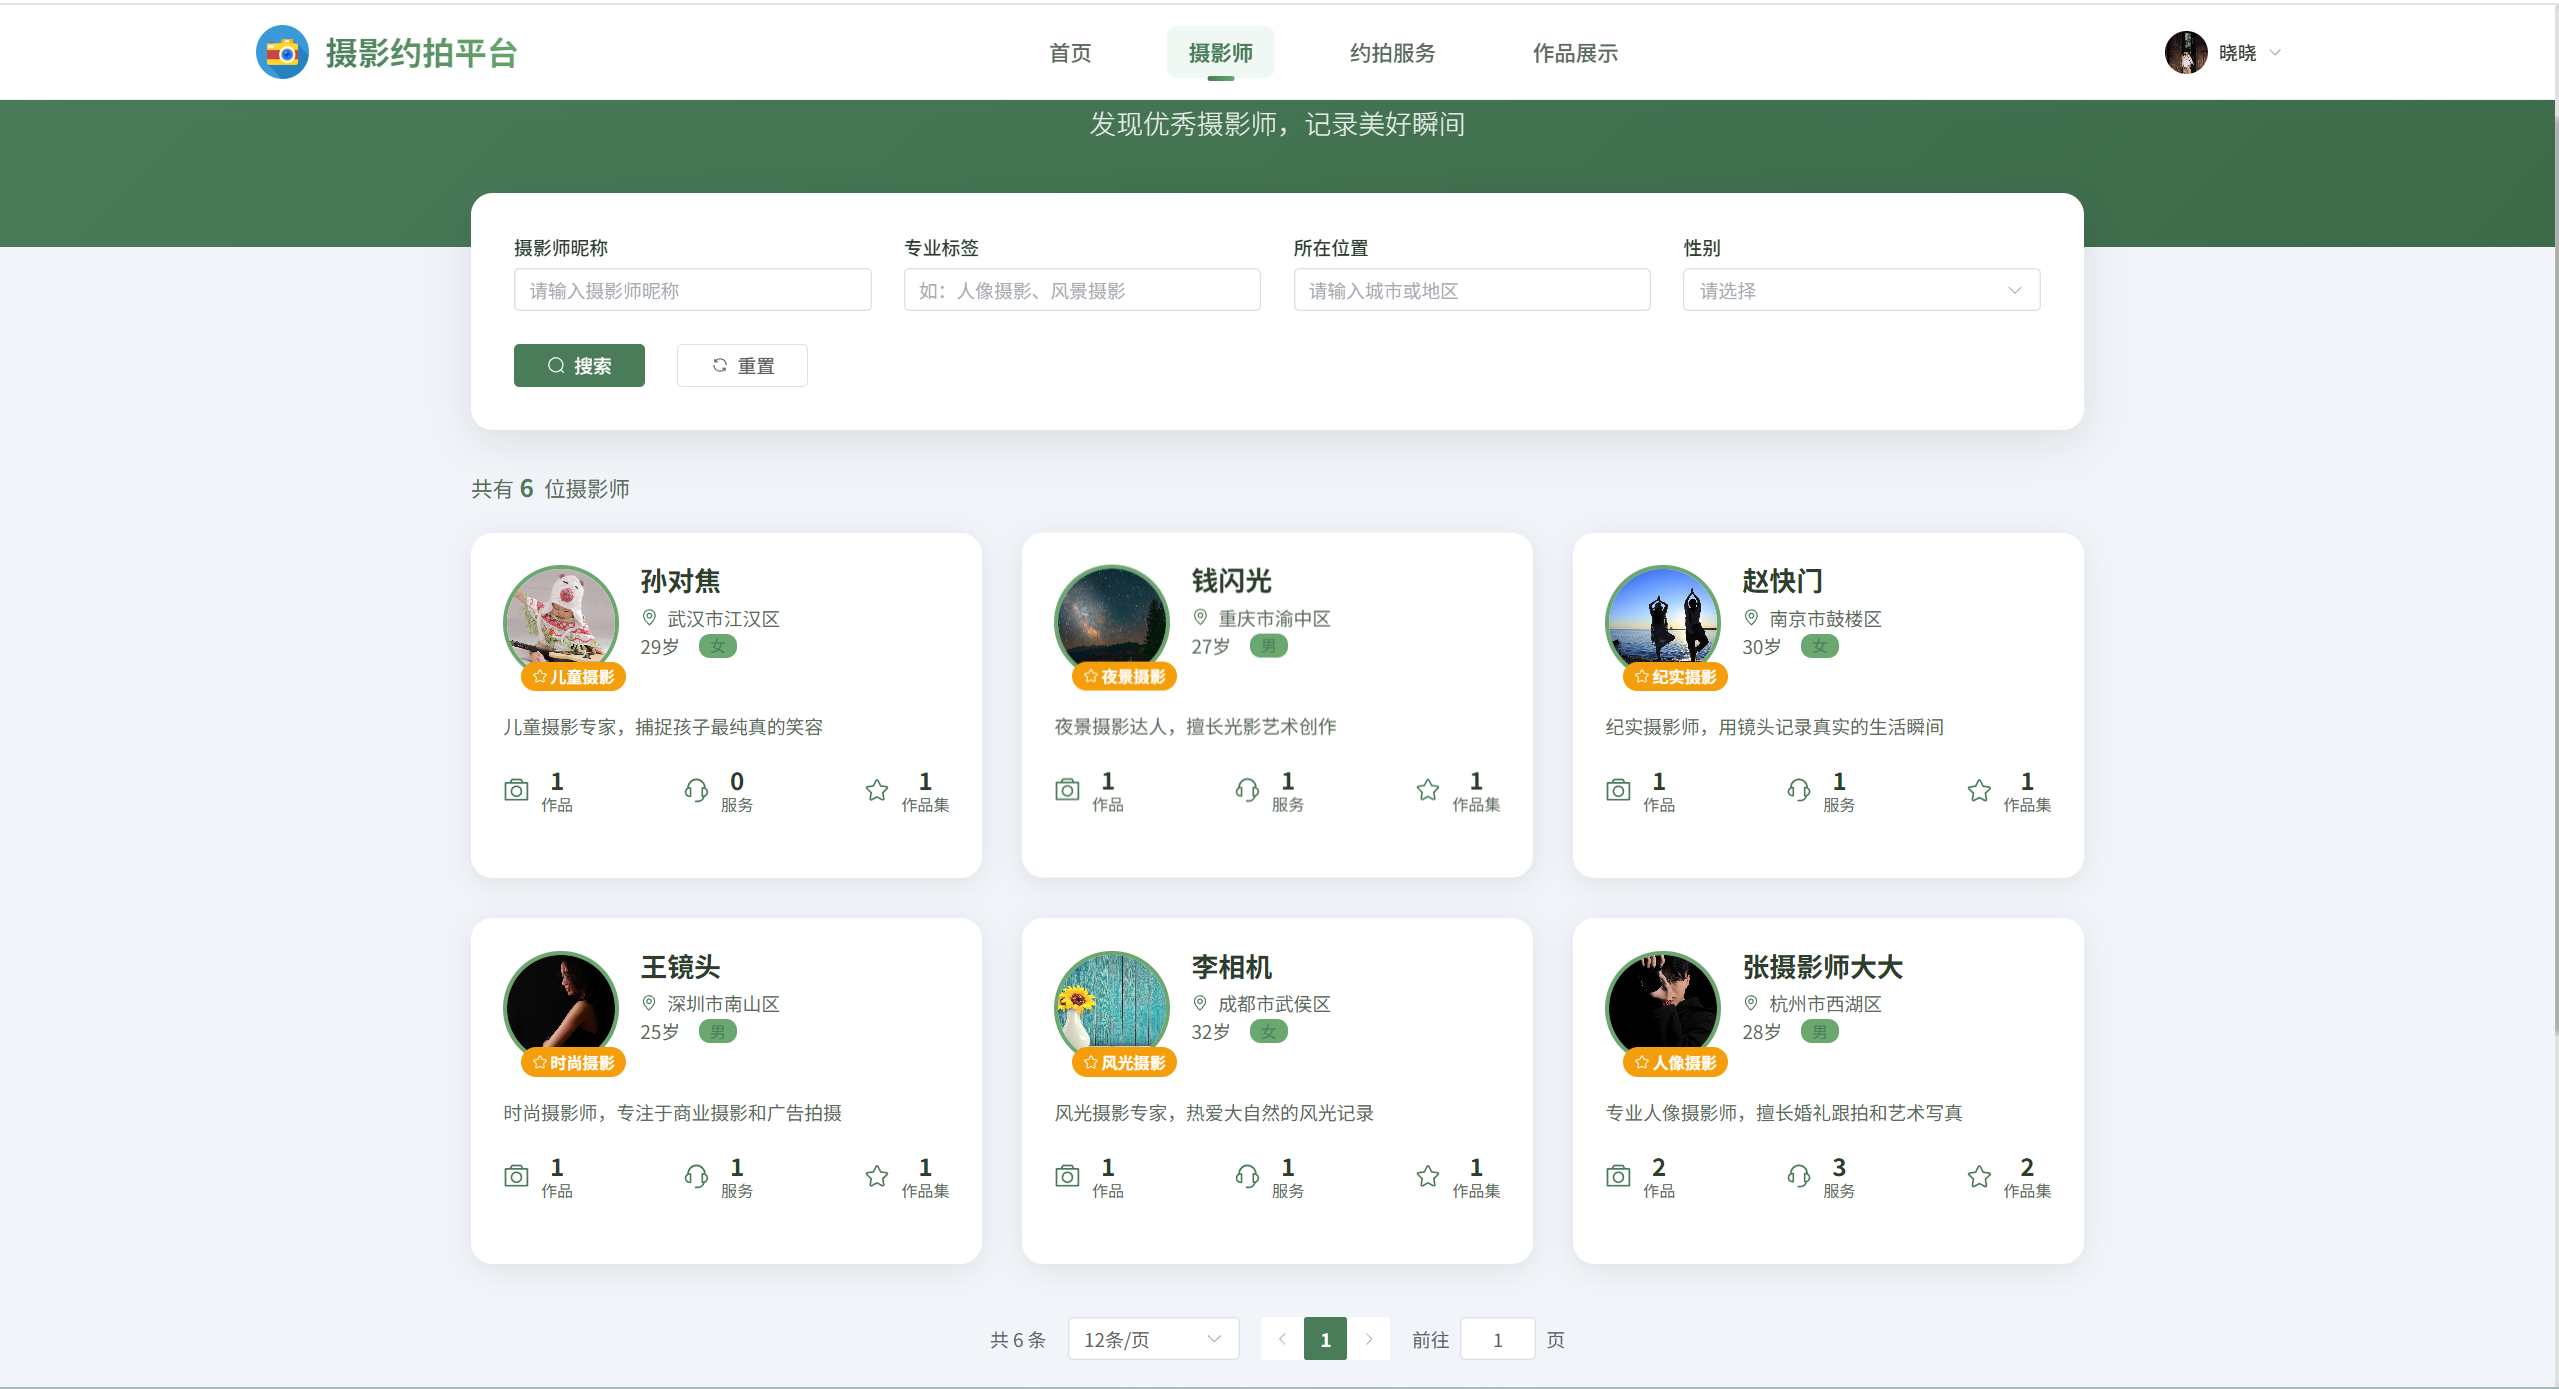 摄影约拍平台
首页
摄影师
约拍服务
作品展示
晓晓
发现优秀摄影师，记录美好瞬间
摄影师昵称
专业标签
所在位置
性别
请输入摄影师昵称
如：人像摄影、风景摄影
请输入城市或地区
请选择
搜索
重置
共有 6 位摄影师
孙对焦
武汉市江汉区
29岁 女
儿童摄影
儿童摄影专家，捕捉孩子最纯真的笑容
1 作品
0 服务
1 作品集
钱闪光
重庆市渝中区
27岁 男
夜景摄影
夜景摄影达人，擅长光影艺术创作
1 作品
1 服务
1 作品集
赵快门
南京市鼓楼区
30岁 女
纪实摄影
纪实摄影师，用镜头记录真实的生活瞬间
1 作品
1 服务
1 作品集
王镜头
深圳市南山区
25岁 男
时尚摄影
时尚摄影师，专注于商业摄影和广告拍摄
1 作品
1 服务
1 作品集
李相机
成都市武侯区
32岁 女
风光摄影
风光摄影专家，热爱大自然的风光记录
1 作品
1 服务
1 作品集
张摄影师大大
杭州市西湖区
28岁 男
人像摄影
专业人像摄影师，擅长婚礼跟拍和艺术写真
2 作品
3 服务
2 作品集
共 6 条
12条/页
1
前往 1 页